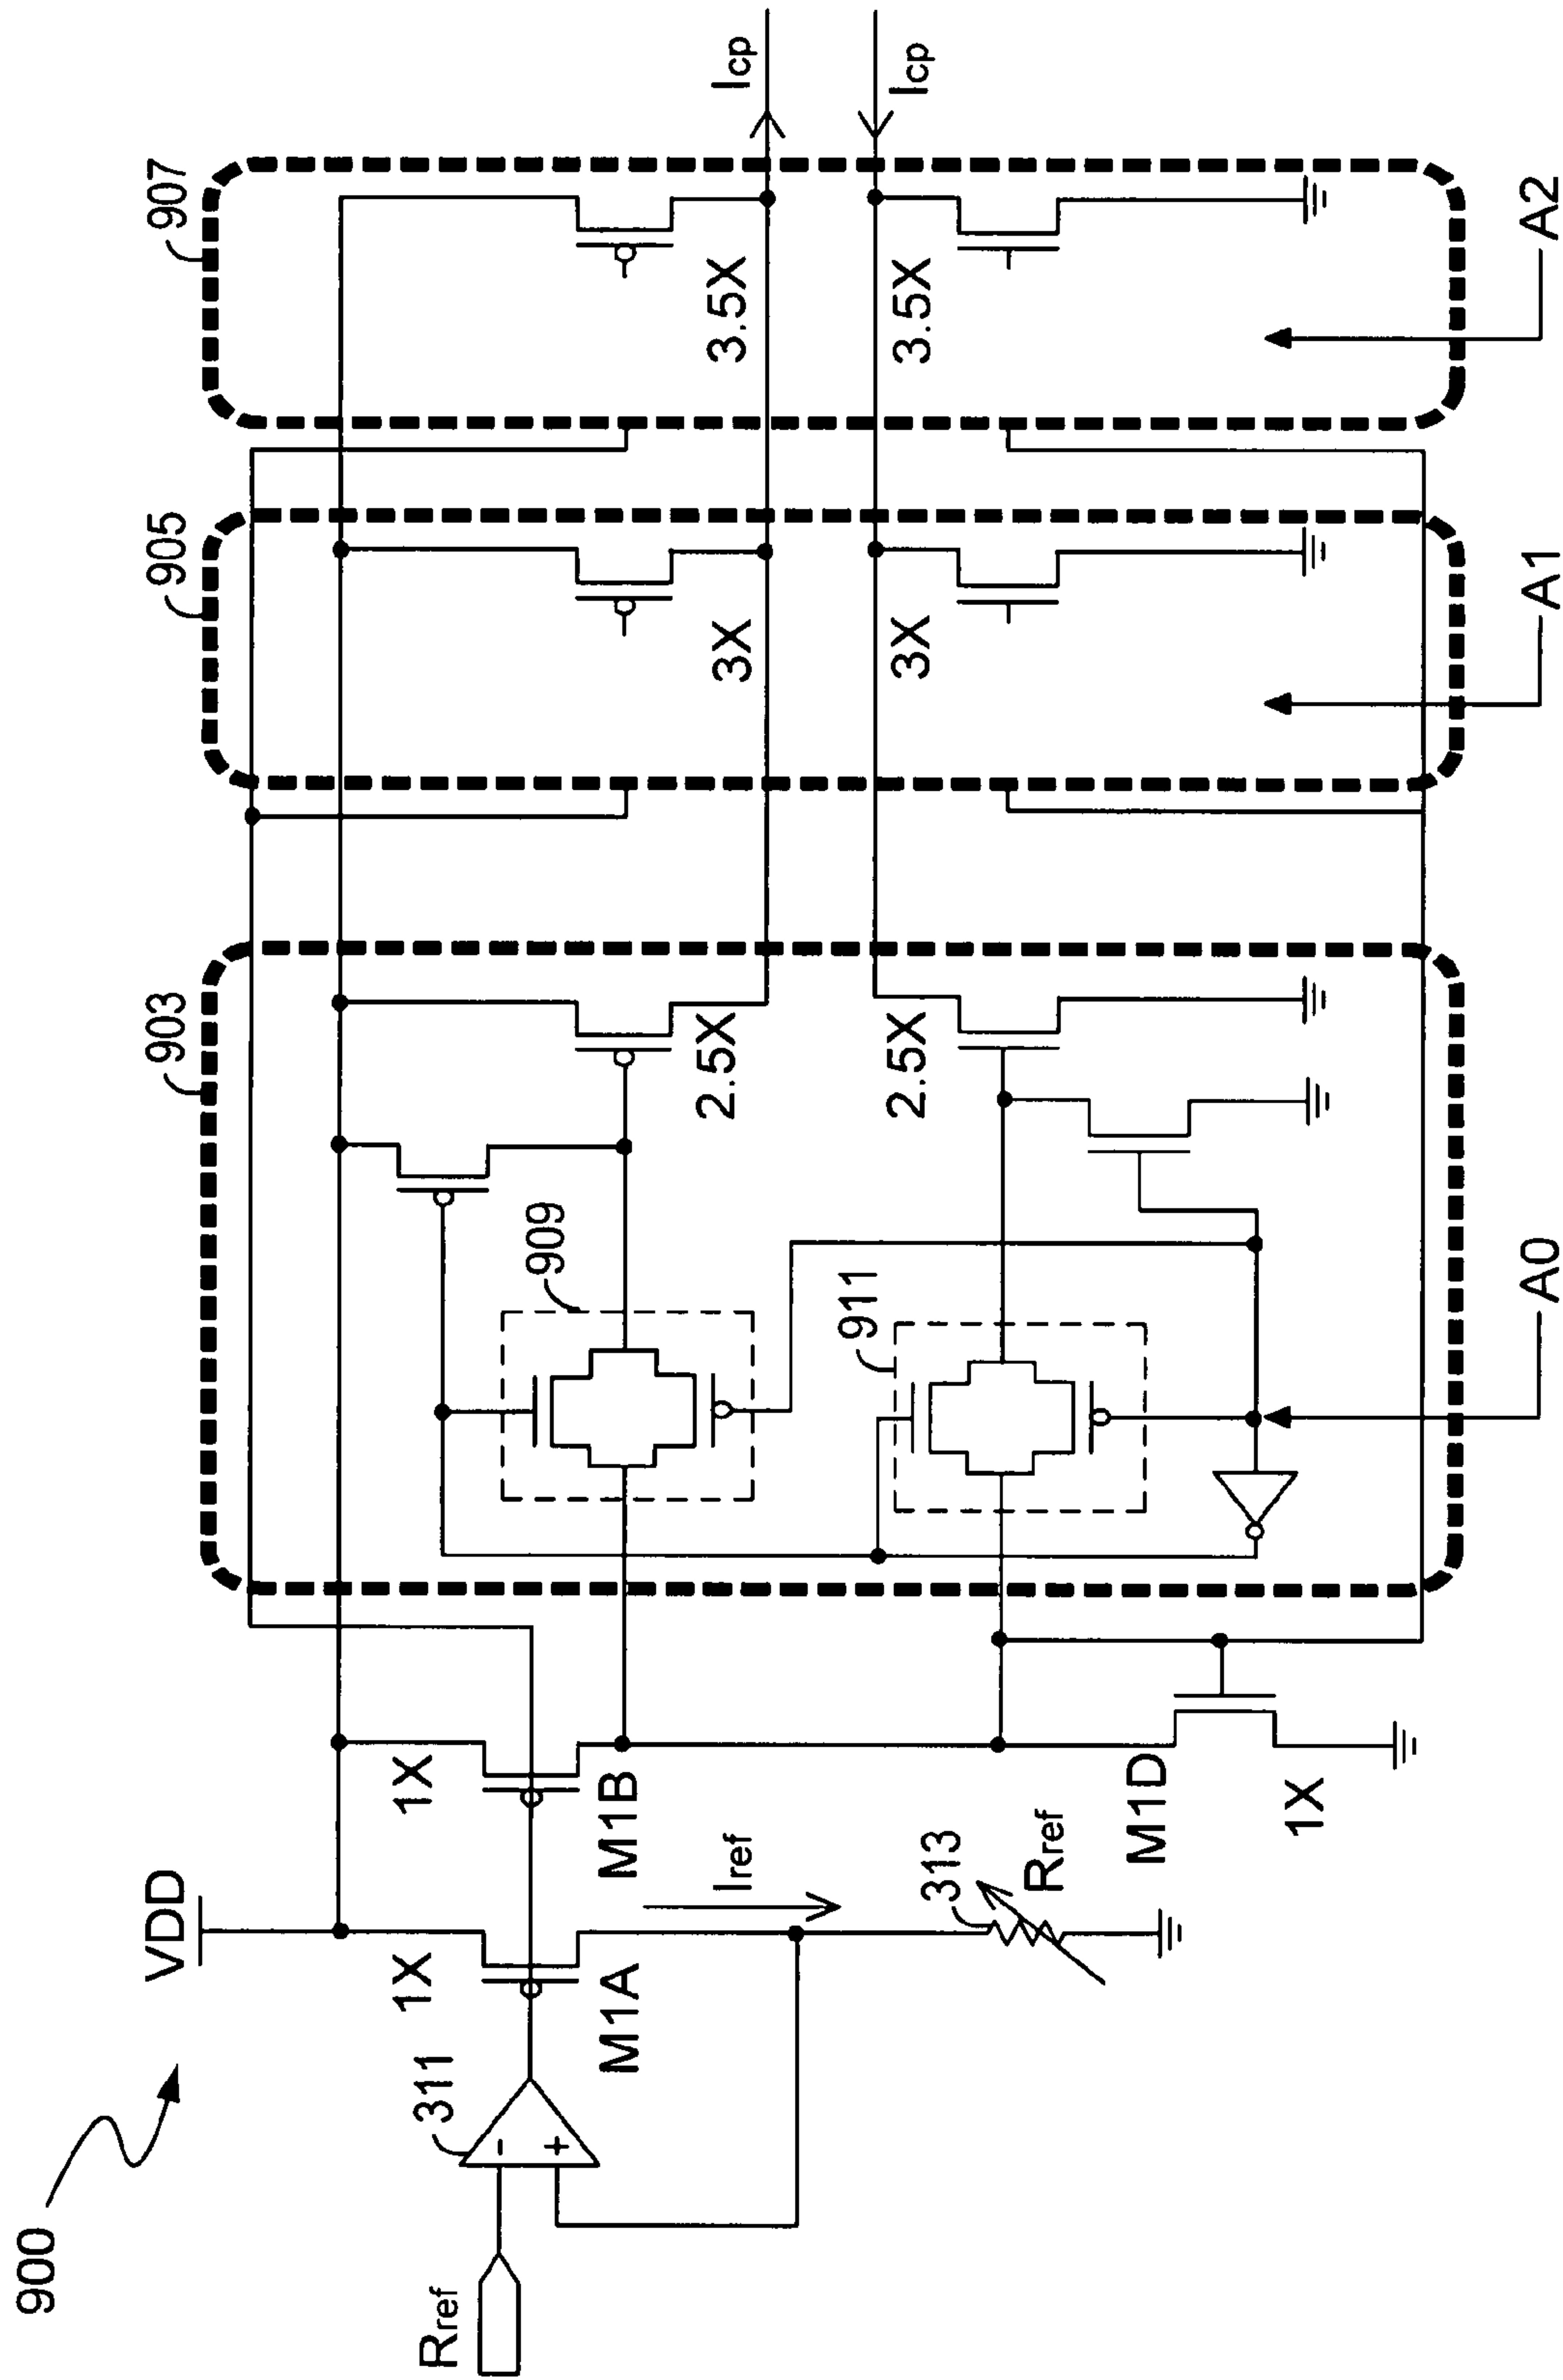 900
VDD
903
905
907
1X
1X
311
-
+
Rref
M1A
M1B
909
2.5X
3X
3.5X
Icp
Iref
911
2.5X
3X
3.5X
Icp
313
Rref
M1D
1X
A0
A1
A2